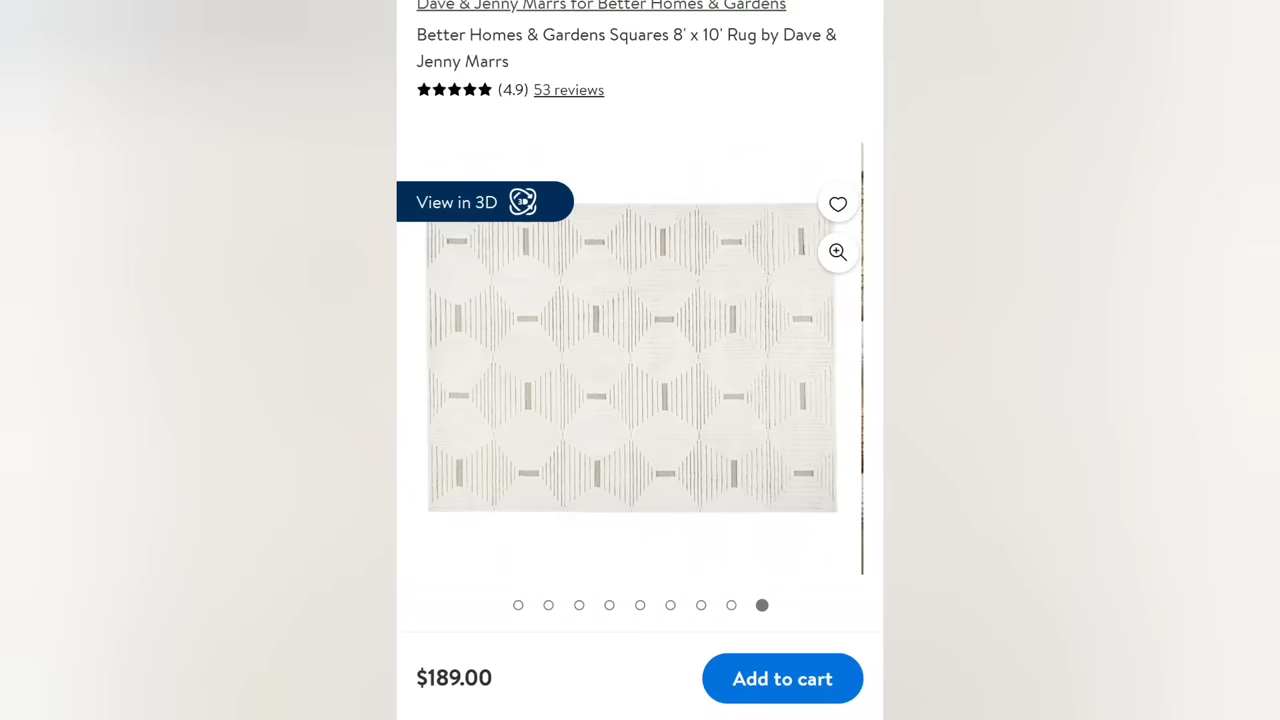 Dave & Jenny Marrs for Better Homes & Gardens
Better Homes & Gardens Squares 8' x 10' Rug by Dave &
Jenny Marrs
(4.9) 53 reviews
View in 3D
3D
$189.00
Add to cart